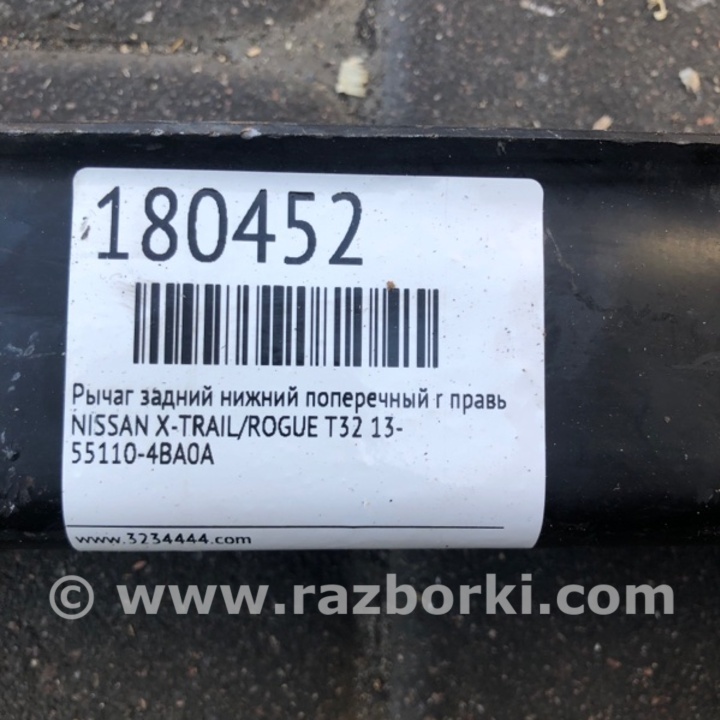 180452
Рычаг задний нижний поперечный r правь
NISSAN X-TRAIL/ROGUE T32 13-
55110-4BA0A
www.3234444.com
© www.razborki.com